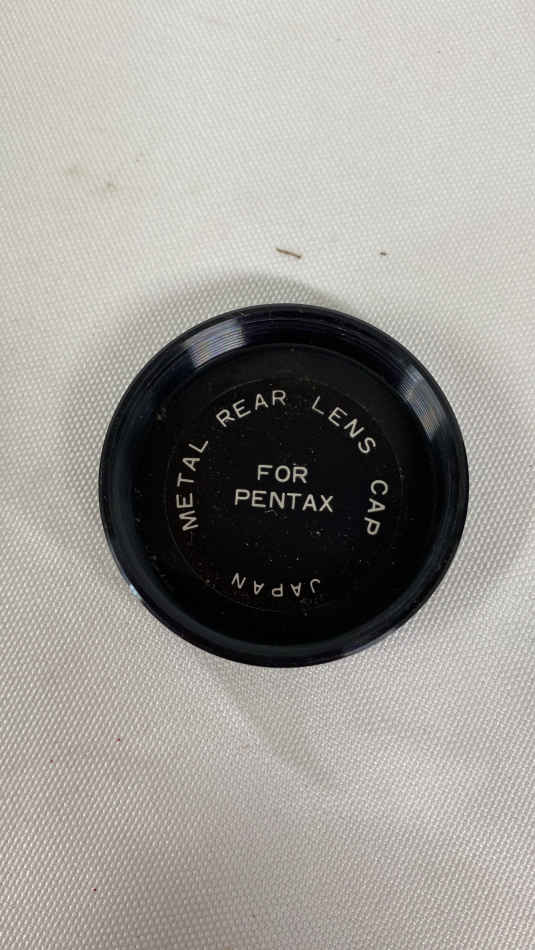 METAL REAR LENS CAP
FOR
PENTAX
JAPAN